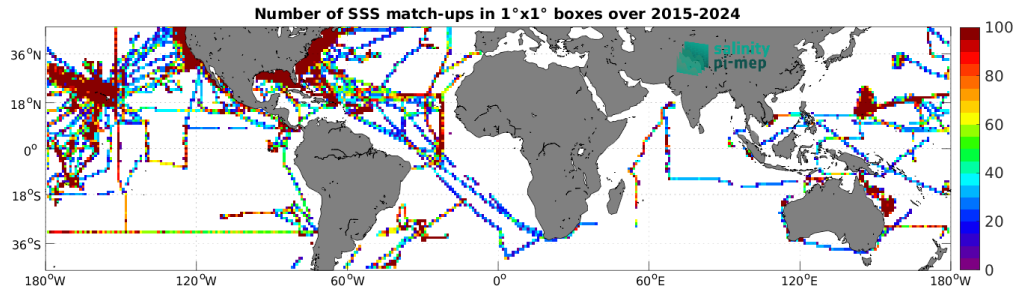 Number of SSS match-ups in 1°x1° boxes over 2015-2024
36°N
18°N
0°
18°S
36°S
180°W 120°W 60°W 0° 60°E 120°E 180°W
salinity
pi-mep
100
80
60
40
20
0